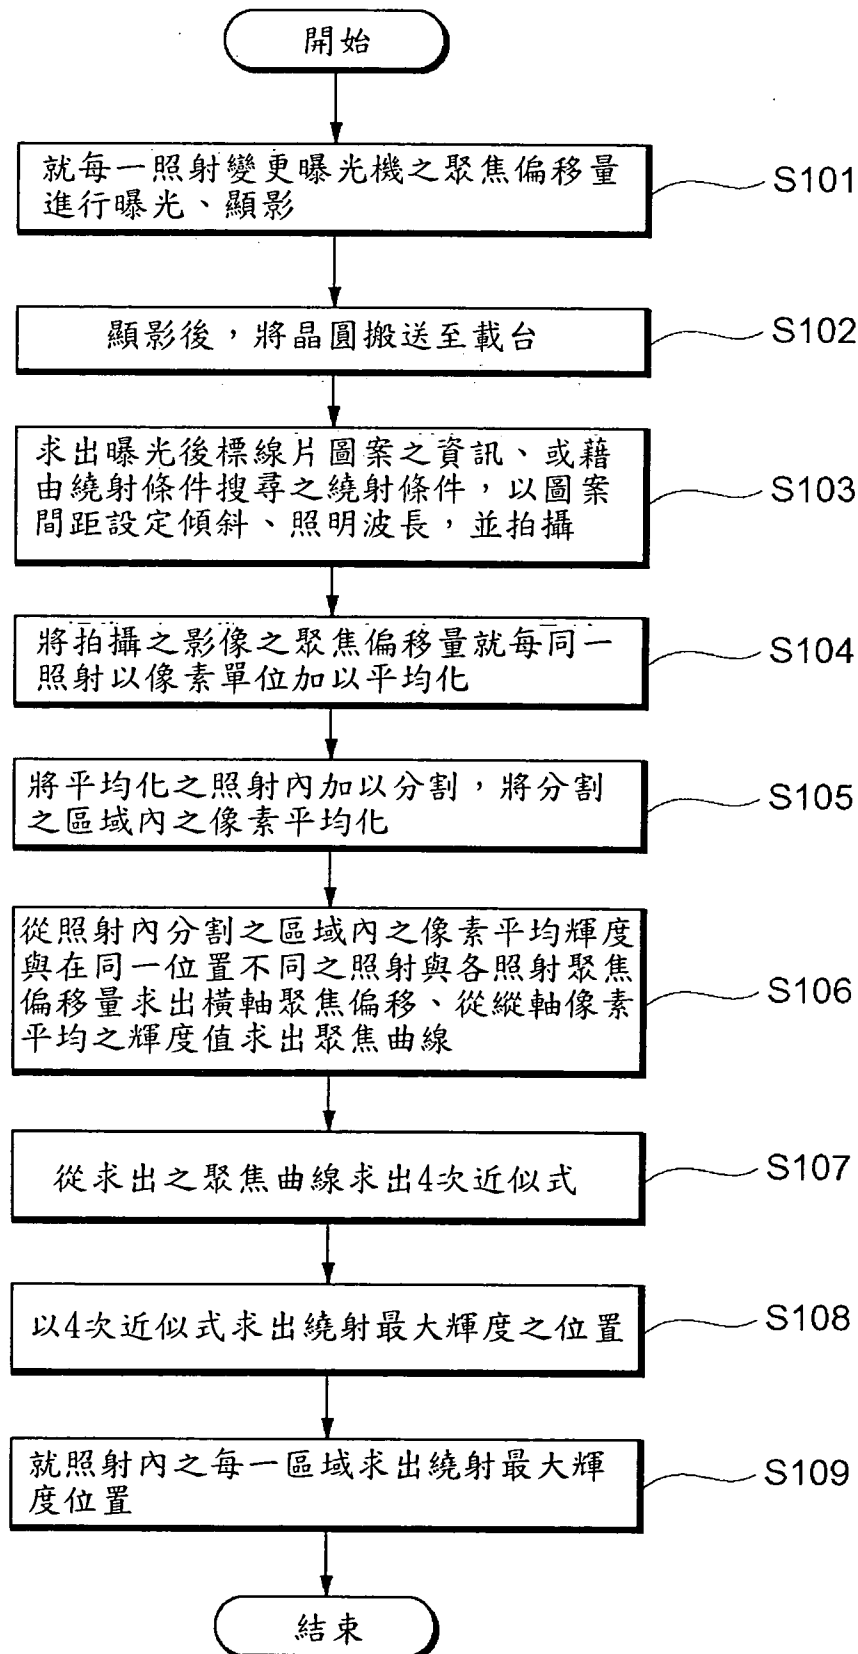 開始
就每一照射變更曝光機之聚焦偏移量
進行曝光、顯影
S101
顯影後，將晶圓搬送至載台
S102
求出曝光後標線片圖案之資訊、或藉
由繞射條件搜尋之繞射條件，以圖案
間距設定傾斜、照明波長，並拍攝
S103
將拍攝之影像之聚焦偏移量就每同一
照射以像素單位加以平均化
S104
將平均化之照射內加以分割，將分割
之區域內之像素平均化
S105
從照射內分割之區域內之像素平均輝度
與在同一位置不同之照射與各照射聚焦
偏移量求出橫軸聚焦偏移、從縱軸像素
平均之輝度值求出聚焦曲線
S106
從求出之聚焦曲線求出4次近似式
S107
以4次近似式求出繞射最大輝度之位置
S108
就照射內之每一區域求出繞射最大輝
度位置
S109
結束